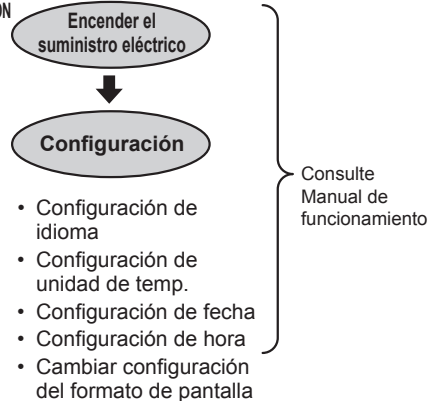 ON
Encender el
suministro eléctrico
Configuración
• Configuración de
idioma
• Configuración de
unidad de temp.
• Configuración de fecha
• Configuración de hora
• Cambiar configuración
del formato de pantalla
Consulte
Manual de
funcionamiento